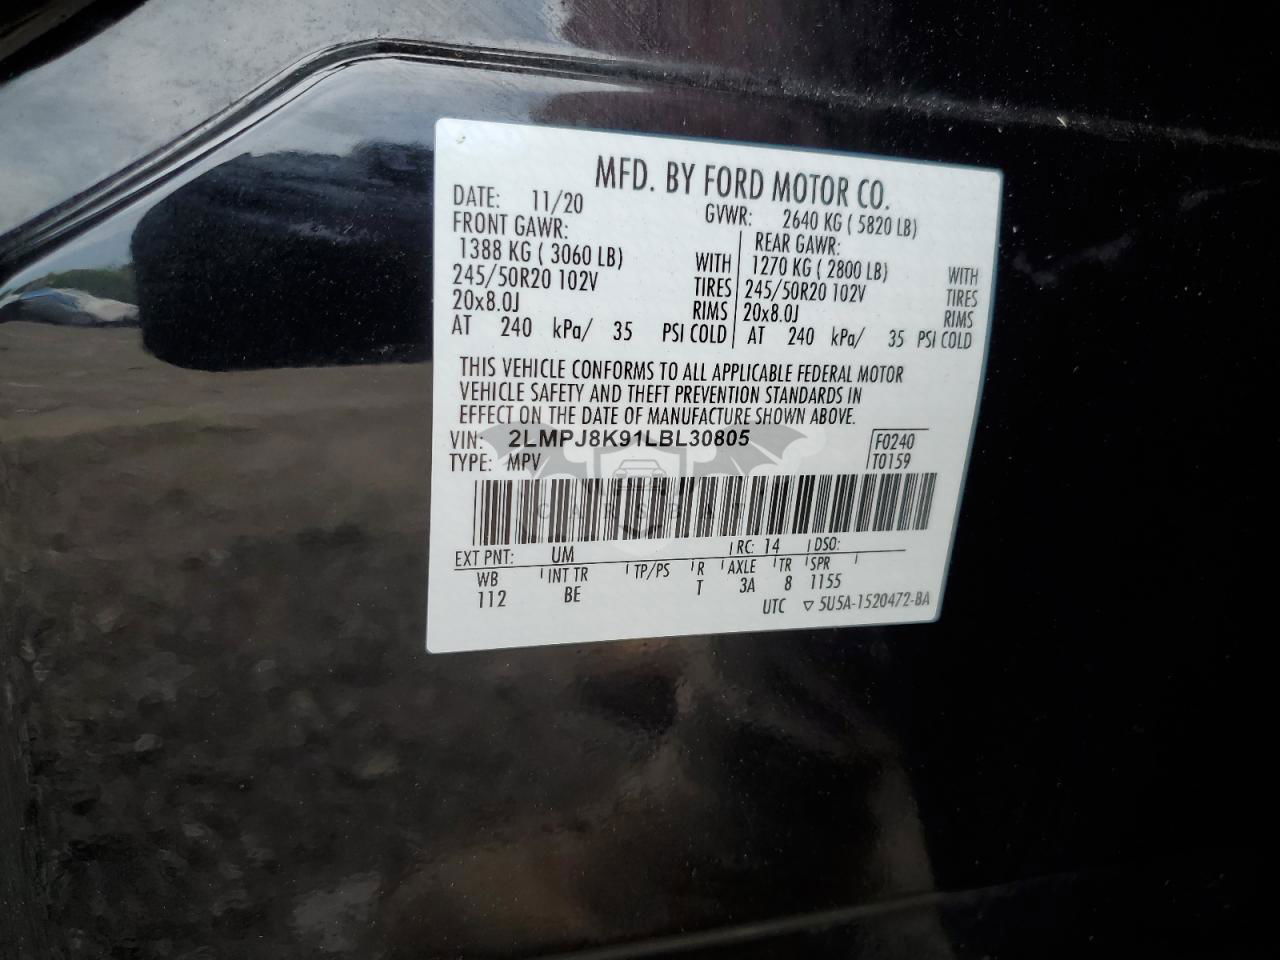 MFD. BY FORD MOTOR CO.
DATE: 11/20 GVWR: 2640 KG ( 5820 LB)
FRONT GAWR: REAR GAWR:
1388 KG ( 3060 LB) WITH 1270 KG ( 2800 LB) WITH
245/50R20 102V TIRES 245/50R20 102V TIRES
20x8.0J RIMS 20x8.0J RIMS
AT 240 kPa/ 35 PSI COLD AT 240 kPa/ 35 PSI COLD
THIS VEHICLE CONFORMS TO ALL APPLICABLE FEDERAL MOTOR
VEHICLE SAFETY AND THEFT PREVENTION STANDARDS IN
EFFECT ON THE DATE OF MANUFACTURE SHOWN ABOVE.
VIN: 2LMPJ8K91LBL30805 F0240
TYPE: MPV T0159
CARSBAT
EXT PNT: UM RC: 14 DSO:
WB INT TR TP/PS R AXLE TR SPR
112 BE T 3A 8 1155
UTC ▽ 5U5A-1520472-BA